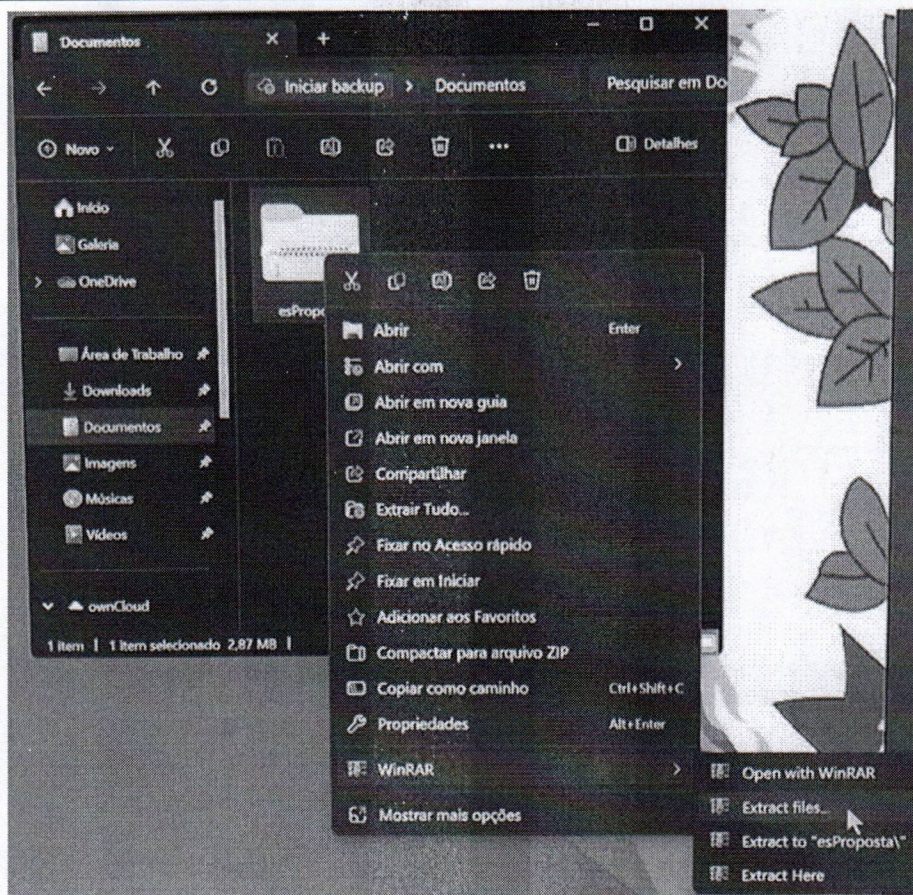 Documentos
Iniciar backup > Documentos
Pesquisar em Do
Novo
Detalhes
Início
Galeria
OneDrive
Área de Trabalho
Downloads
Documentos
Imagens
Músicas
Vídeos
ownCloud
1 item | 1 item selecionado 2,87 MB |
esPropo
Abrir Enter
Abrir com
Abrir em nova guia
Abrir em nova janela
Compartilhar
Extrair Tudo...
Fixar no Acesso rápido
Fixar em Iniciar
Adicionar aos Favoritos
Compactar para arquivo ZIP
Copiar como caminho Ctrl+Shift+C
Propriedades Alt+Enter
WinRAR
Mostrar mais opções
Open with WinRAR
Extract files...
Extract to "esProposta\"
Extract Here